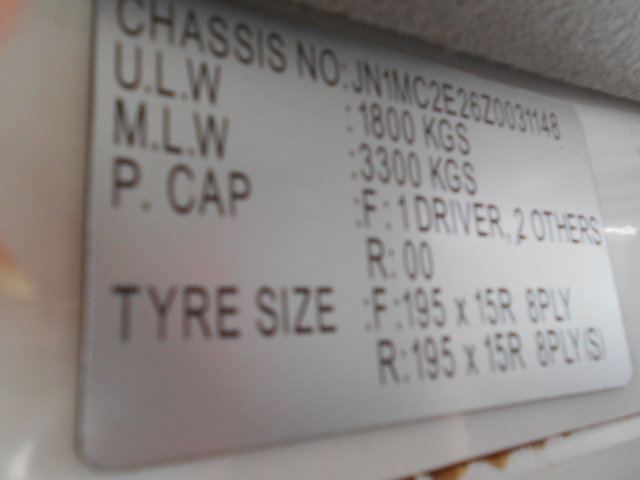 CHASSIS NO:JN1MC2E26Z0031148
U.L.W :1800 KGS
M.L.W :3300 KGS
P. CAP :F: 1 DRIVER, 2 OTHERS
R: 00
TYRE SIZE :F:195 x 15R 8PLY
R:195 x 15R 8PLY(S)